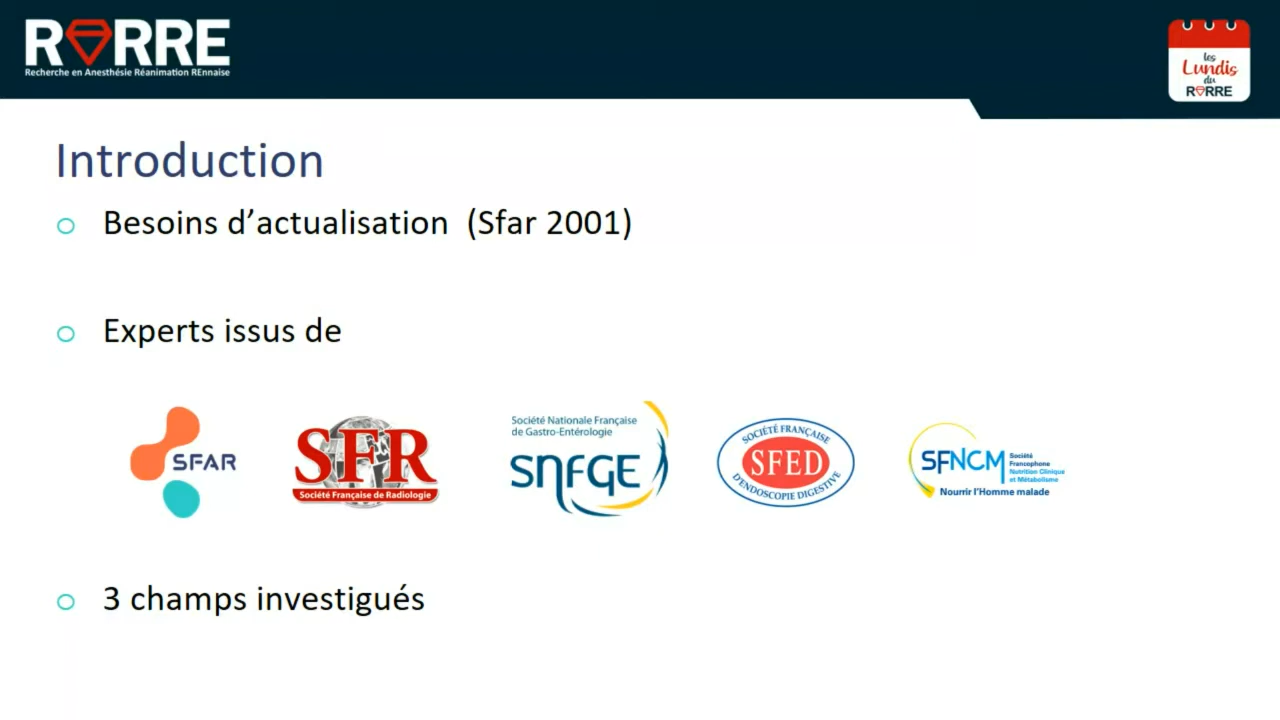 RARRE
Recherche en Anesthésie Réanimation REnnaise
les
Lundis
du
RARRE
Introduction
Besoins d’actualisation (Sfar 2001)
Experts issus de
SFAR
SFR
Société Française de Radiologie
Société Nationale Française
de Gastro-Entérologie
SNFGE
SOCIÉTÉ FRANÇAISE
SFED
D'ENDOSCOPIE DIGESTIVE
SFNCM
Société
Francophone
Nutrition Clinique
et Métabolisme
Nourrir l'Homme malade
3 champs investigués